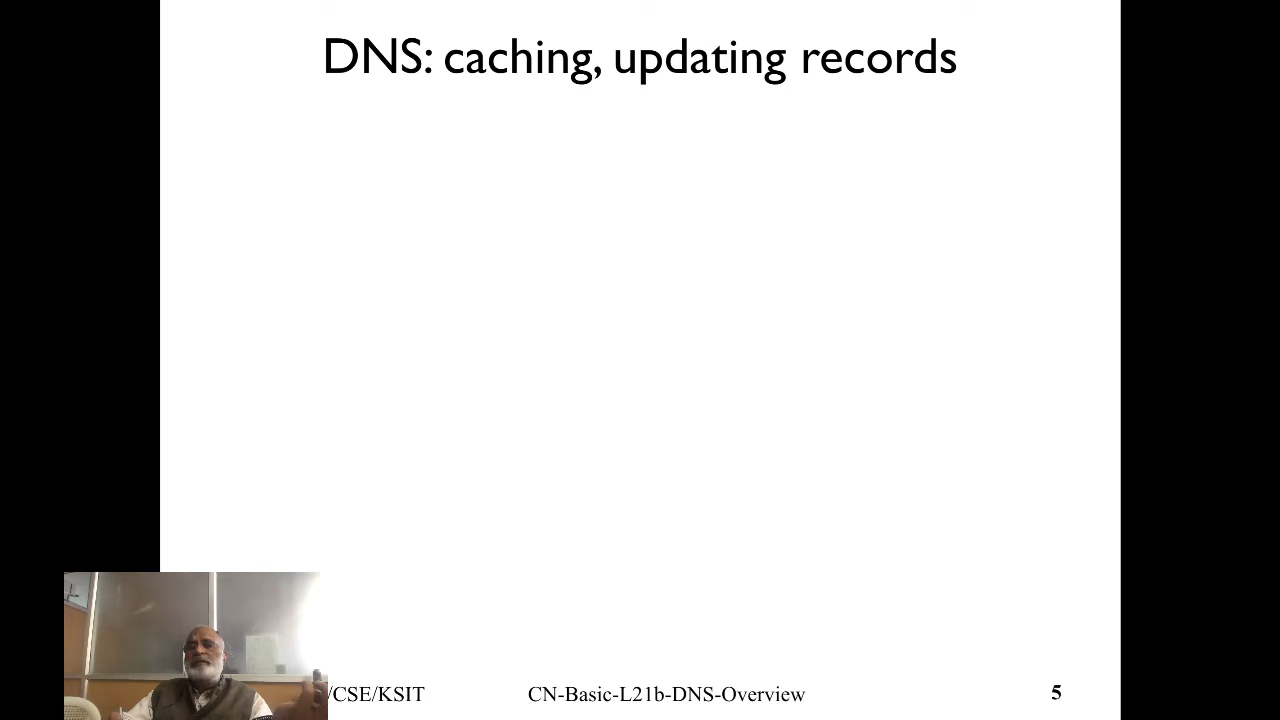 DNS: caching, updating records
/CSE/KSIT
CN-Basic-L21b-DNS-Overview
5